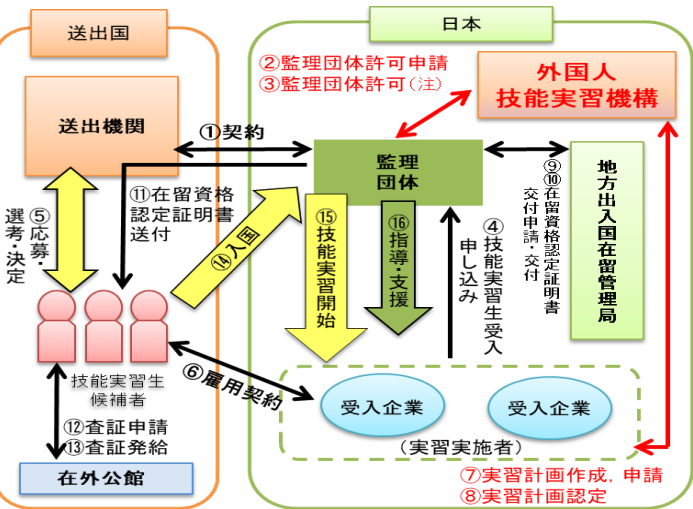 送出国
日本
②監理団体許可申請
③監理団体許可(注)
外国人
技能実習機構
送出機関
①契約
監理
団体
⑪在留資格
認定証明書
送付
⑤応募・
選考・決定
⑭入国
⑮技能実習開始
⑯指導・支援
④技能実習生受入
申し込み
⑨⑩在留資格認定証明書
交付申請・交付
地方出入国在留管理局
技能実習生
候補者
⑥雇用契約
受入企業
受入企業
(実習実施者)
⑫査証申請
⑬査証発給
在外公館
⑦実習計画作成, 申請
⑧実習計画認定